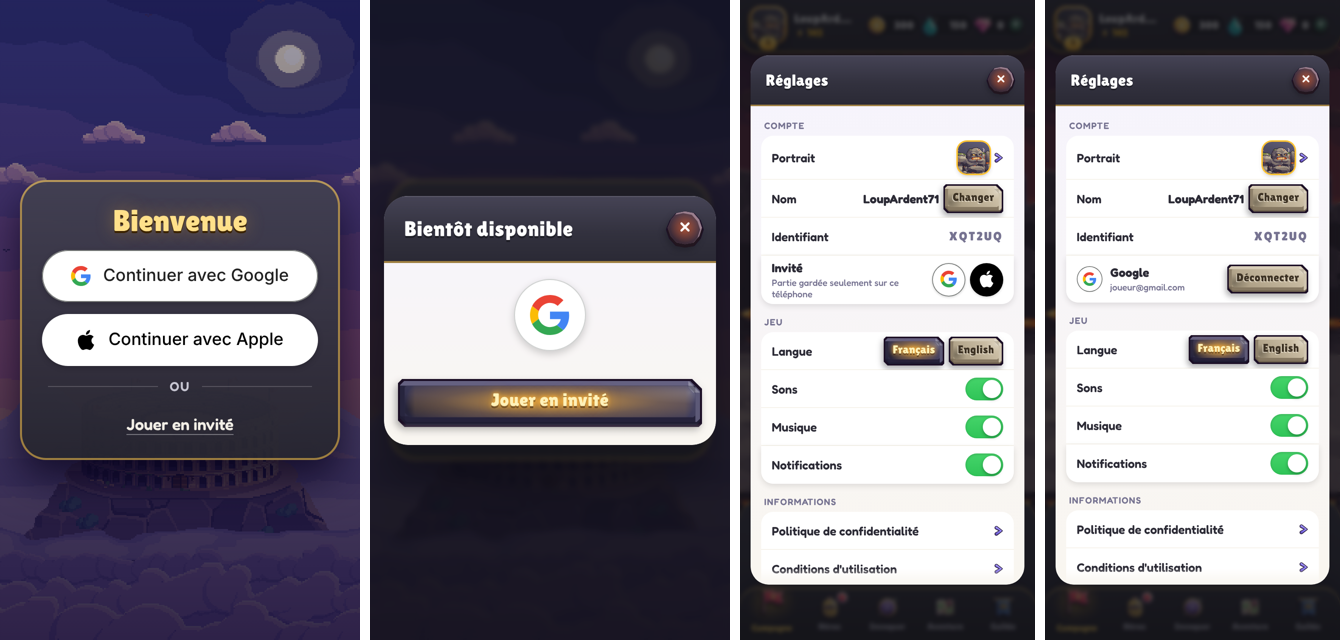 Bienvenue
Continuer avec Google
Continuer avec Apple
OU
Jouer en invité
Bientôt disponible
Jouer en invité
Réglages
COMPTE
Portrait
Nom LoupArdent71 Changer
Identifiant XQT2UQ
Invité
Partie gardée seulement sur ce
téléphone
JEU
Langue Français English
Sons
Musique
Notifications
INFORMATIONS
Politique de confidentialité
Conditions d'utilisation
Réglages
COMPTE
Portrait
Nom LoupArdent71 Changer
Identifiant XQT2UQ
Google
joueur@gmail.com
Déconnecter
JEU
Langue Français English
Sons
Musique
Notifications
INFORMATIONS
Politique de confidentialité
Conditions d'utilisation